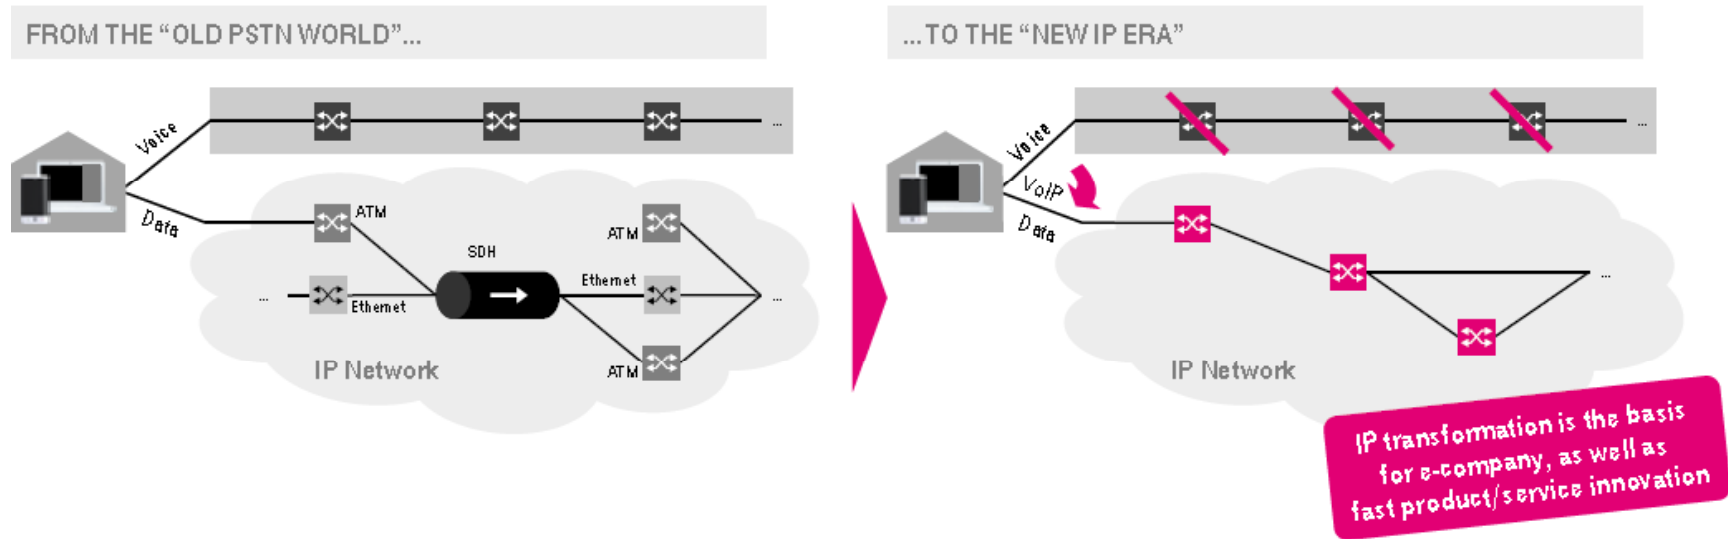 FROM THE “OLD PSTN WORLD”...
Voice
...
Data
ATM
SDH
ATM
Ethernet
...
Ethernet
...
IP Network
ATM
...TO THE “NEW IP ERA”
Voice
...
VoIP
Data
...
IP Network
IP transformation is the basis
for e-company, as well as
fast product/service innovation